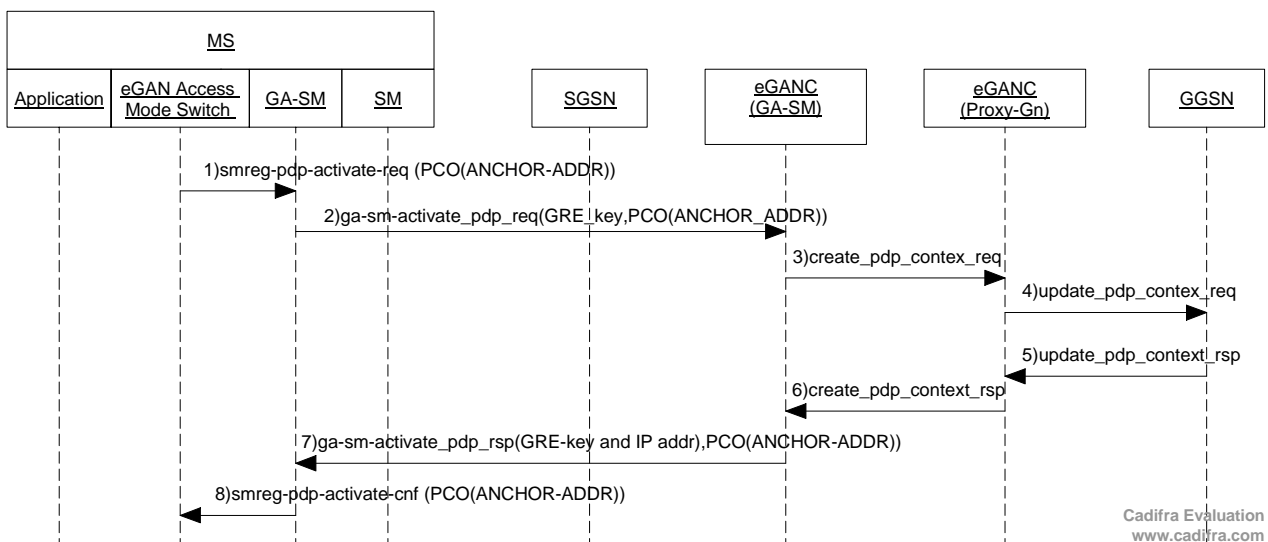 MS
Application
eGAN Access
Mode Switch
GA-SM
SM
SGSN
eGANC
(GA-SM)
eGANC
(Proxy-Gn)
GGSN
1)smreg-pdp-activate-req (PCO(ANCHOR-ADDR))
2)ga-sm-activate_pdp_req(GRE_key,PCO(ANCHOR_ADDR))
3)create_pdp_contex_req
4)update_pdp_contex_req
5)update_pdp_context_rsp
6)create_pdp_context_rsp
7)ga-sm-activate_pdp_rsp(GRE-key and IP addr),PCO(ANCHOR-ADDR))
8)smreg-pdp-activate-cnf (PCO(ANCHOR-ADDR))
Cadifra Evaluation
www.cadifra.com